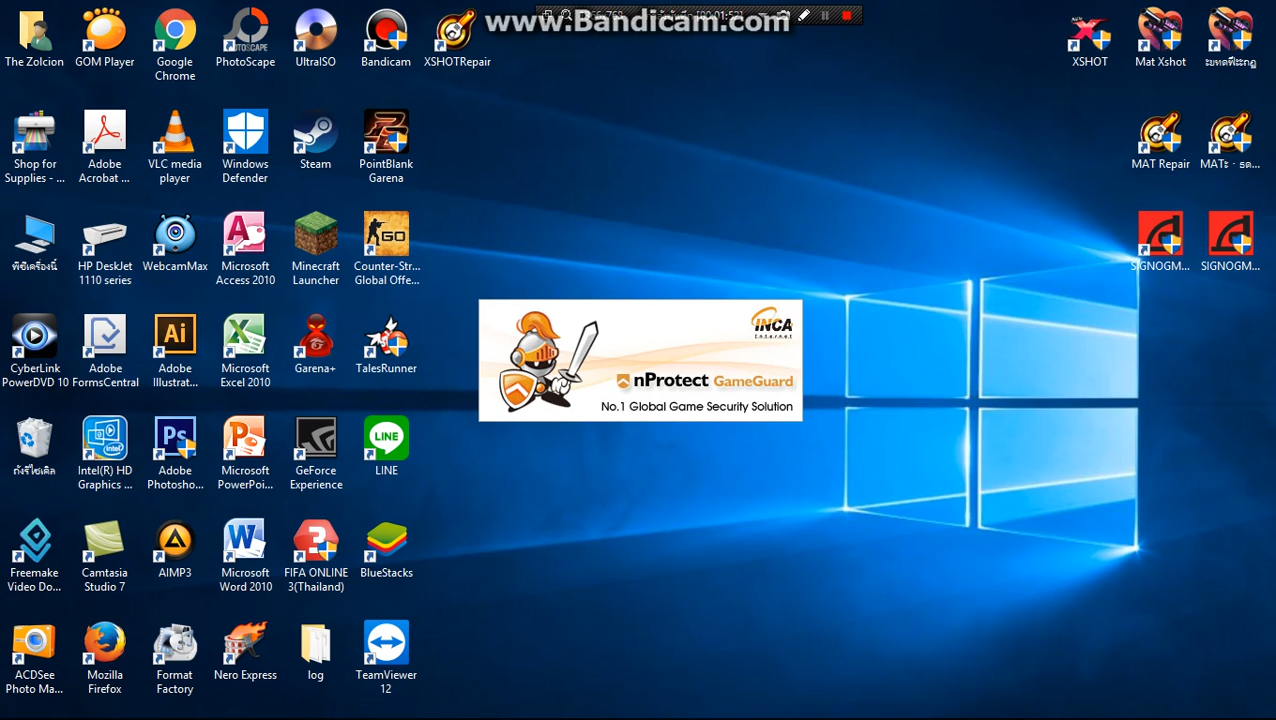 www.Bandicam.com
The Zolcion
GOM Player
Google
Chrome
PhotoScape
UltraISO
Bandicam
XSHOTRepair
XSHOT
Mat Xshot
Shop for
Supplies - ...
Adobe
Acrobat ...
VLC media
player
Windows
Defender
Steam
PointBlank
Garena
MAT Repair
พีซีเครื่องนี้
HP DeskJet
1110 series
WebcamMax
Microsoft
Access 2010
Minecraft
Launcher
Counter-Str...
Global Offe...
SIGNOGM...
SIGNOGM...
INCA
Internet
nProtect GameGuard
No.1 Global Game Security Solution
CyberLink
PowerDVD 10
Adobe
FormsCentral
Adobe
Illustrat...
Microsoft
Excel 2010
Garena+
TalesRunner
ถังรีไซเคิล
Intel(R) HD
Graphics ...
Adobe
Photosho...
Microsoft
PowerPoi...
GeForce
Experience
LINE
Freemake
Video Do...
Camtasia
Studio 7
AIMP3
Microsoft
Word 2010
FIFA ONLINE
3(Thailand)
BlueStacks
ACDSee
Photo Ma...
Mozilla
Firefox
Format
Factory
Nero Express
log
TeamViewer
12